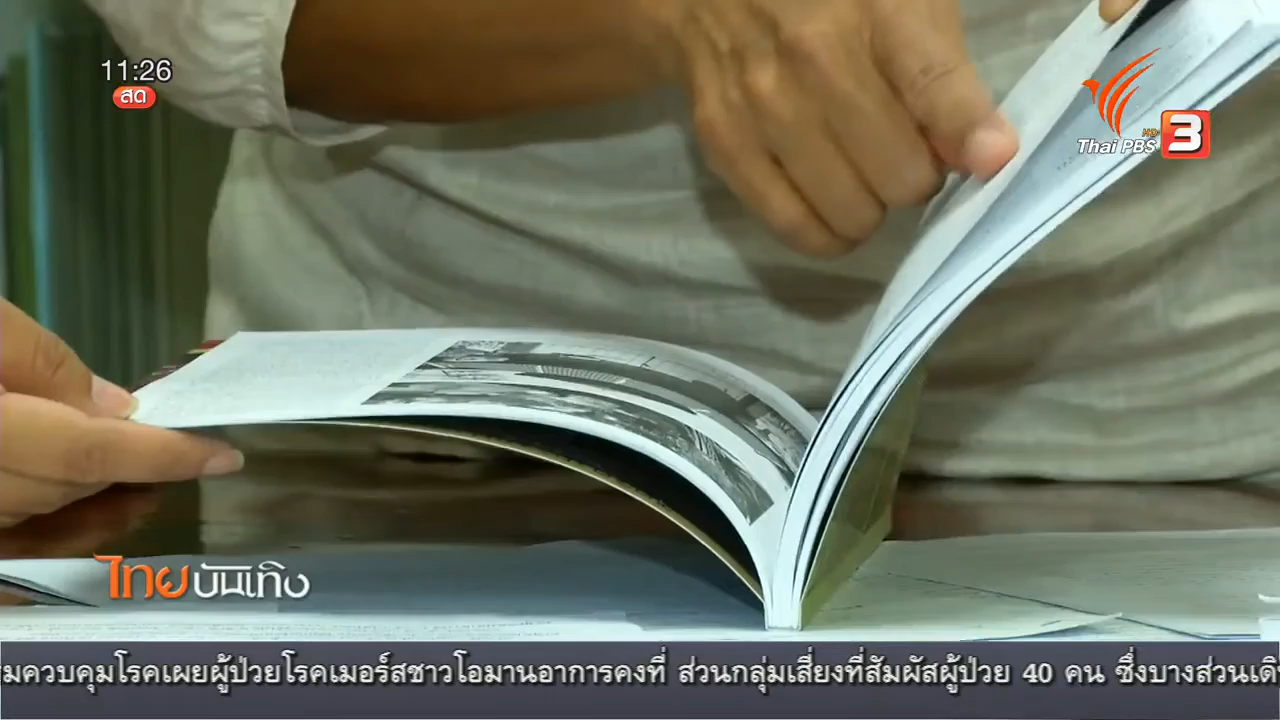 11:26
สด
HD
Thai PBS 3
ไทยบันเทิง
มควบคุมโรคเผยผู้ป่วยโรคเมอร์สชาวโอมานอาการคงที่ ส่วนกลุ่มเสี่ยงที่สัมผัสผู้ป่วย 40 คน ซึ่งบางส่วนเดิ